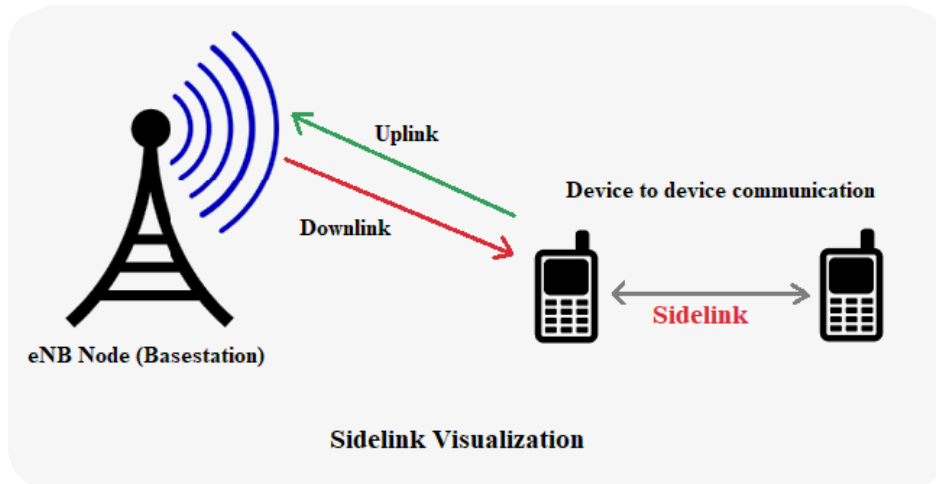 Uplink
Device to device communication
Downlink
Sidelink
eNB Node (Basestation)
Sidelink Visualization